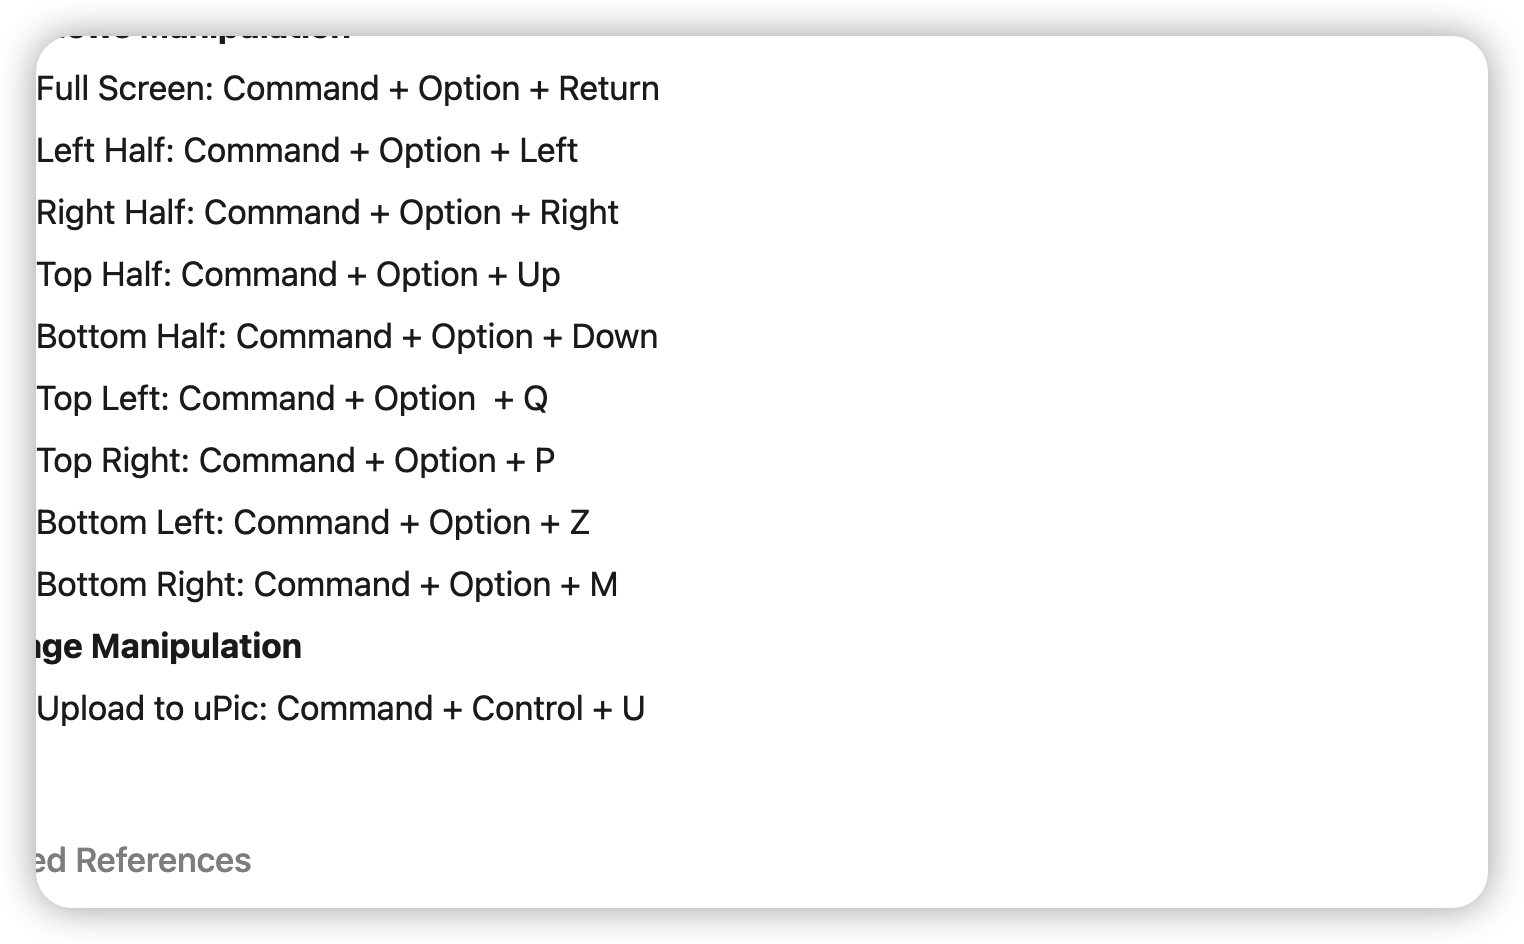 Manipulation
Full Screen: Command + Option + Return
Left Half: Command + Option + Left
Right Half: Command + Option + Right
Top Half: Command + Option + Up
Bottom Half: Command + Option + Down
Top Left: Command + Option  + Q
Top Right: Command + Option + P
Bottom Left: Command + Option + Z
Bottom Right: Command + Option + M
age Manipulation
Upload to uPic: Command + Control + U
ed References